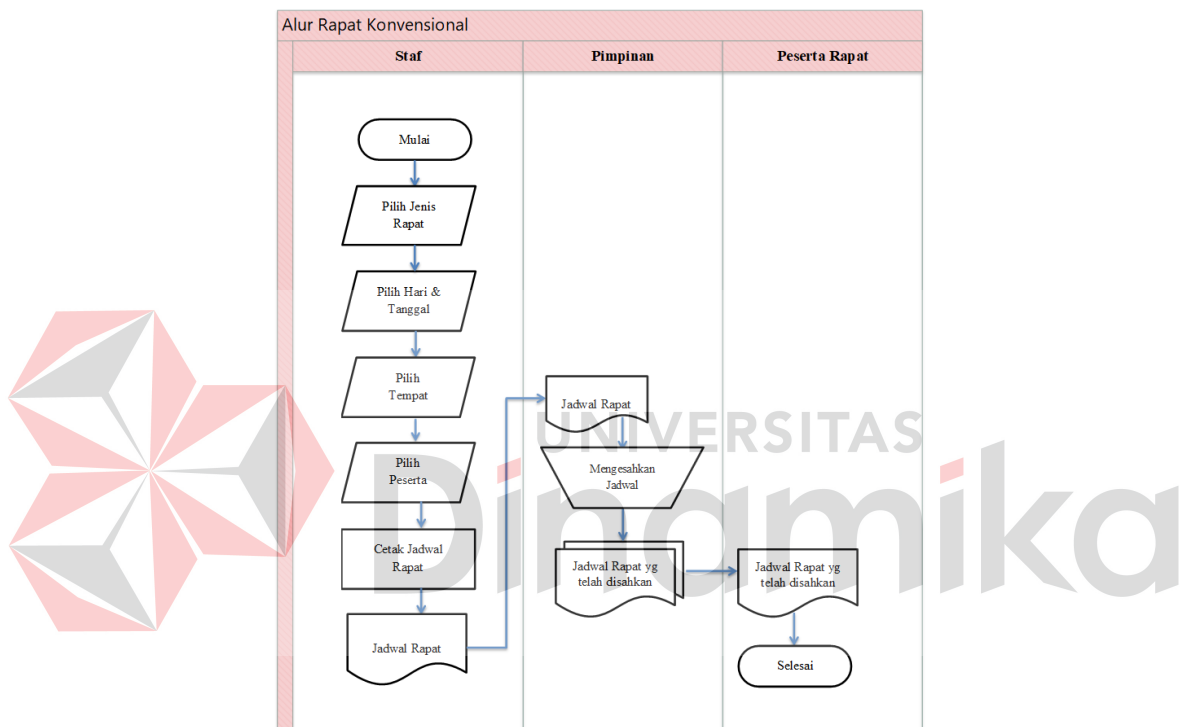 Alur Rapat Konvensional
Staf
Pimpinan
Peserta Rapat
Mulai
Pilih Jenis
Rapat
Pilih Hari &
Tanggal
Pilih
Tempat
Pilih
Peserta
Cetak Jadwal
Rapat
Jadwal Rapat
Jadwal Rapat
Mengesahkan
Jadwal
Jadwal Rapat yg
telah disahkan
Jadwal Rapat yg
telah disahkan
Selesai
UNIVERSITAS
Dinamika